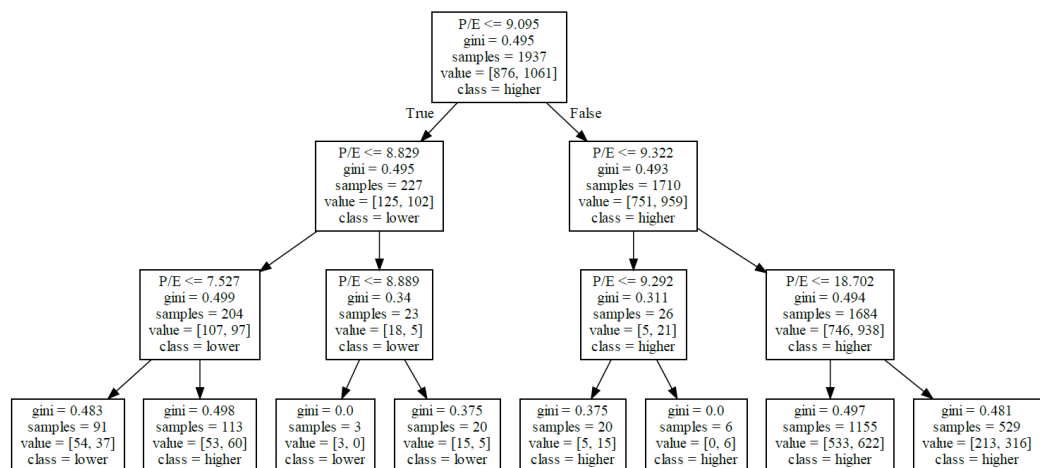 P/E <= 9.095
gini = 0.495
samples = 1937
value = [876, 1061]
class = higher
True
False
P/E <= 8.829
gini = 0.495
samples = 227
value = [125, 102]
class = lower
P/E <= 9.322
gini = 0.493
samples = 1710
value = [751, 959]
class = higher
P/E <= 7.527
gini = 0.499
samples = 204
value = [107, 97]
class = lower
P/E <= 8.889
gini = 0.34
samples = 23
value = [18, 5]
class = lower
P/E <= 9.292
gini = 0.311
samples = 26
value = [5, 21]
class = higher
P/E <= 18.702
gini = 0.494
samples = 1684
value = [746, 938]
class = higher
gini = 0.483
samples = 91
value = [54, 37]
class = lower
gini = 0.498
samples = 113
value = [53, 60]
class = higher
gini = 0.0
samples = 3
value = [3, 0]
class = lower
gini = 0.375
samples = 20
value = [15, 5]
class = lower
gini = 0.375
samples = 20
value = [5, 15]
class = higher
gini = 0.0
samples = 6
value = [0, 6]
class = higher
gini = 0.497
samples = 1155
value = [533, 622]
class = higher
gini = 0.481
samples = 529
value = [213, 316]
class = higher